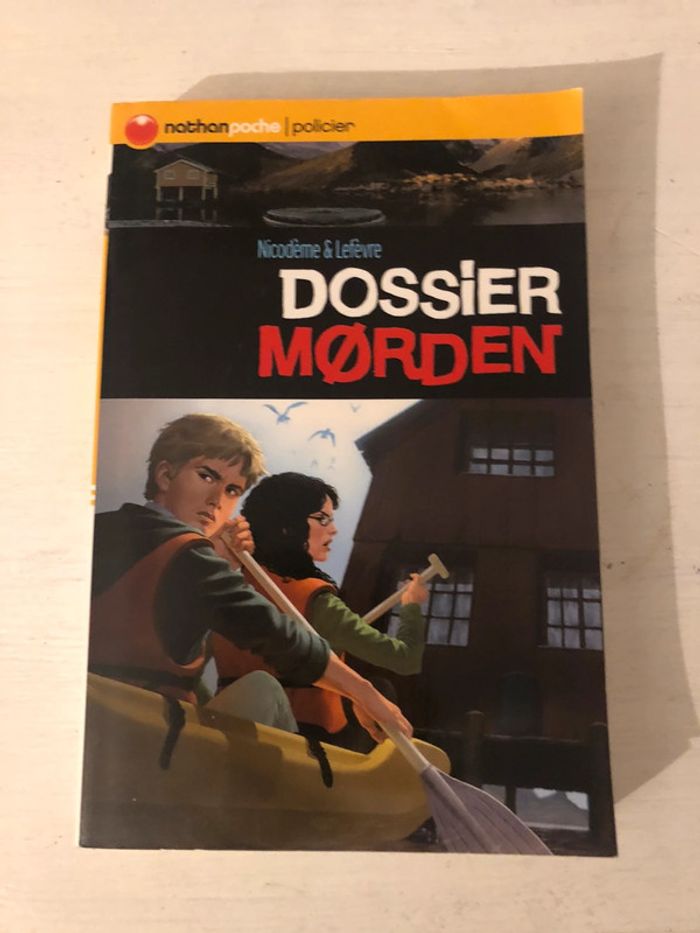 nathanpoche | policier
Nicodème & Lefèvre
DOSSiER
MØRDEN